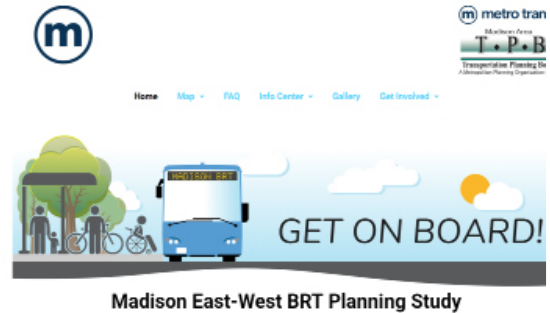 m
m metro tran
Madison Area
T•P•B
Transportation Planning Bo
A Metropolitan Planning Organization
Home Map FAQ Info Center Gallery Get Involved
MADISON BRT
GET ON BOARD!
Madison East-West BRT Planning Study